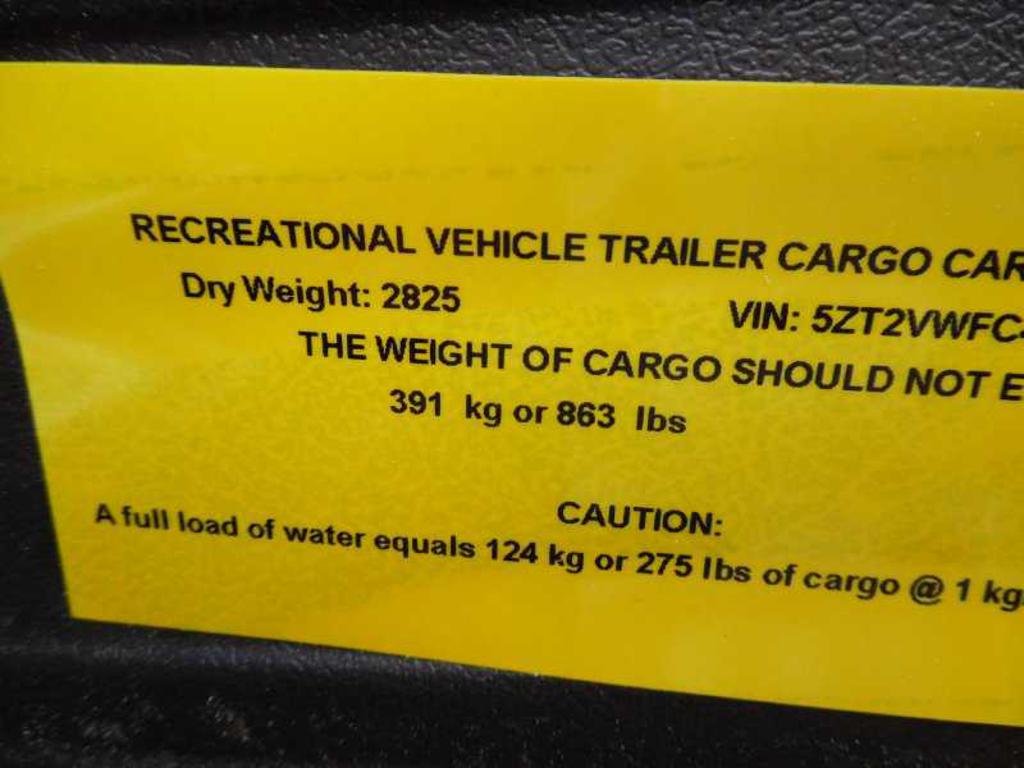 RECREATIONAL VEHICLE TRAILER CARGO CAR
Dry Weight: 2825 VIN: 5ZT2VWFC
THE WEIGHT OF CARGO SHOULD NOT E
391 kg or 863 lbs
CAUTION:
A full load of water equals 124 kg or 275 lbs of cargo @ 1 kg